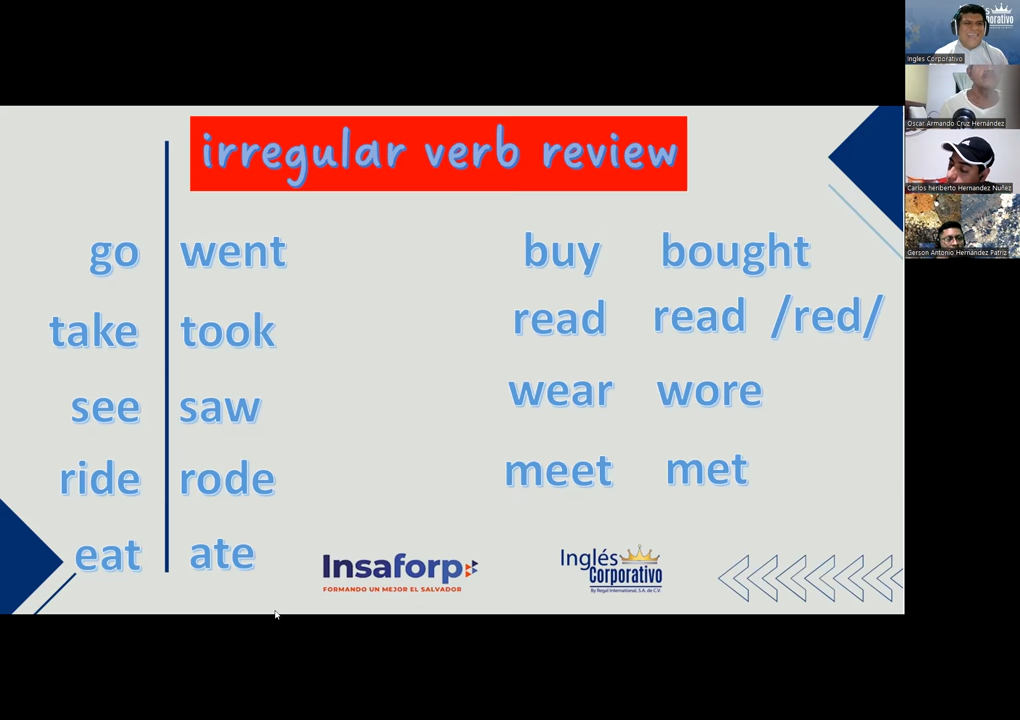 irregular verb review
go went
take took
see saw
ride rode
eat ate
buy bought
read read /red/
wear wore
meet met
Insaforp
FORMANDO UN MEJOR EL SALVADOR
Inglés
Corporativo
By Regal International, S.A. de C.V.
Ingles Corporativo
Oscar Armando Cruz Hernández
Carlos heriberto Hernandez Nuñez
Gerson Antonio Hernández Patriz